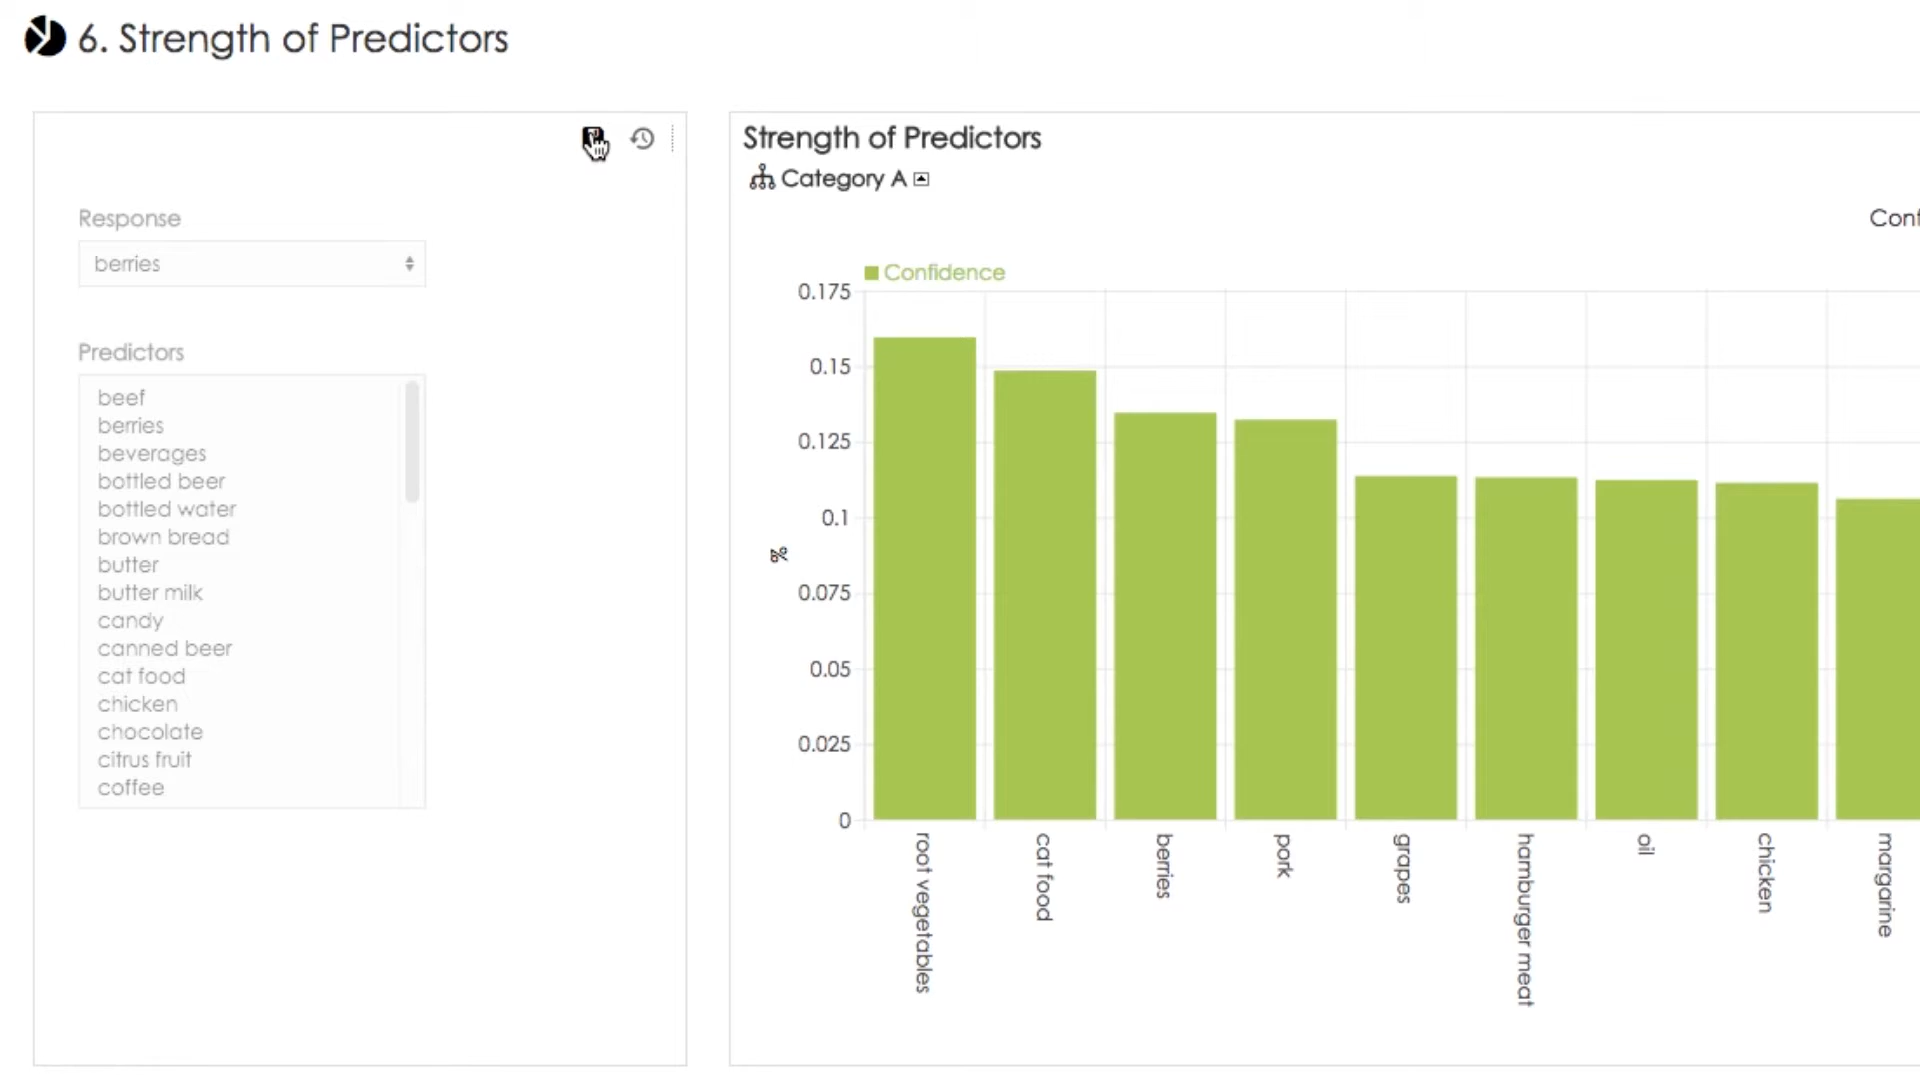 6. Strength of Predictors
Response
berries
Predictors
beef
berries
beverages
bottled beer
bottled water
brown bread
butter
butter milk
candy
canned beer
cat food
chicken
chocolate
citrus fruit
coffee
Strength of Predictors
Category A
Confidence
0.175
0.15
0.125
0.1
0.075
0.05
0.025
0
%
root vegetables
cat food
berries
pork
grapes
hamburger meat
oil
chicken
margarine